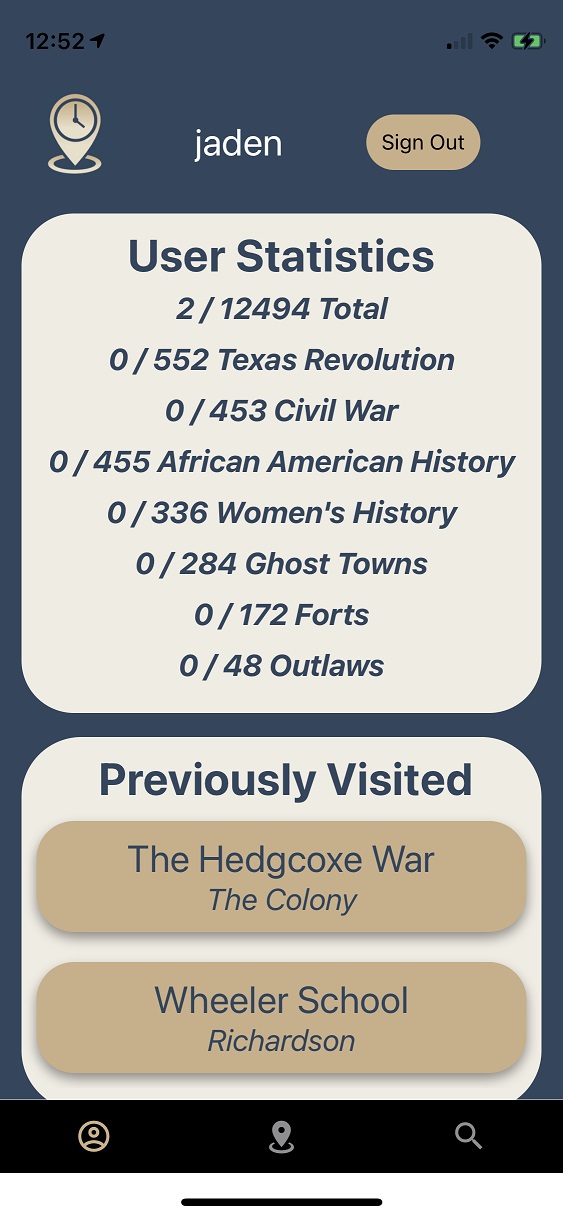 12:52
jaden
Sign Out
User Statistics
2 / 12494 Total
0 / 552 Texas Revolution
0 / 453 Civil War
0 / 455 African American History
0 / 336 Women's History
0 / 284 Ghost Towns
0 / 172 Forts
0 / 48 Outlaws
Previously Visited
The Hedgcoxe War
The Colony
Wheeler School
Richardson